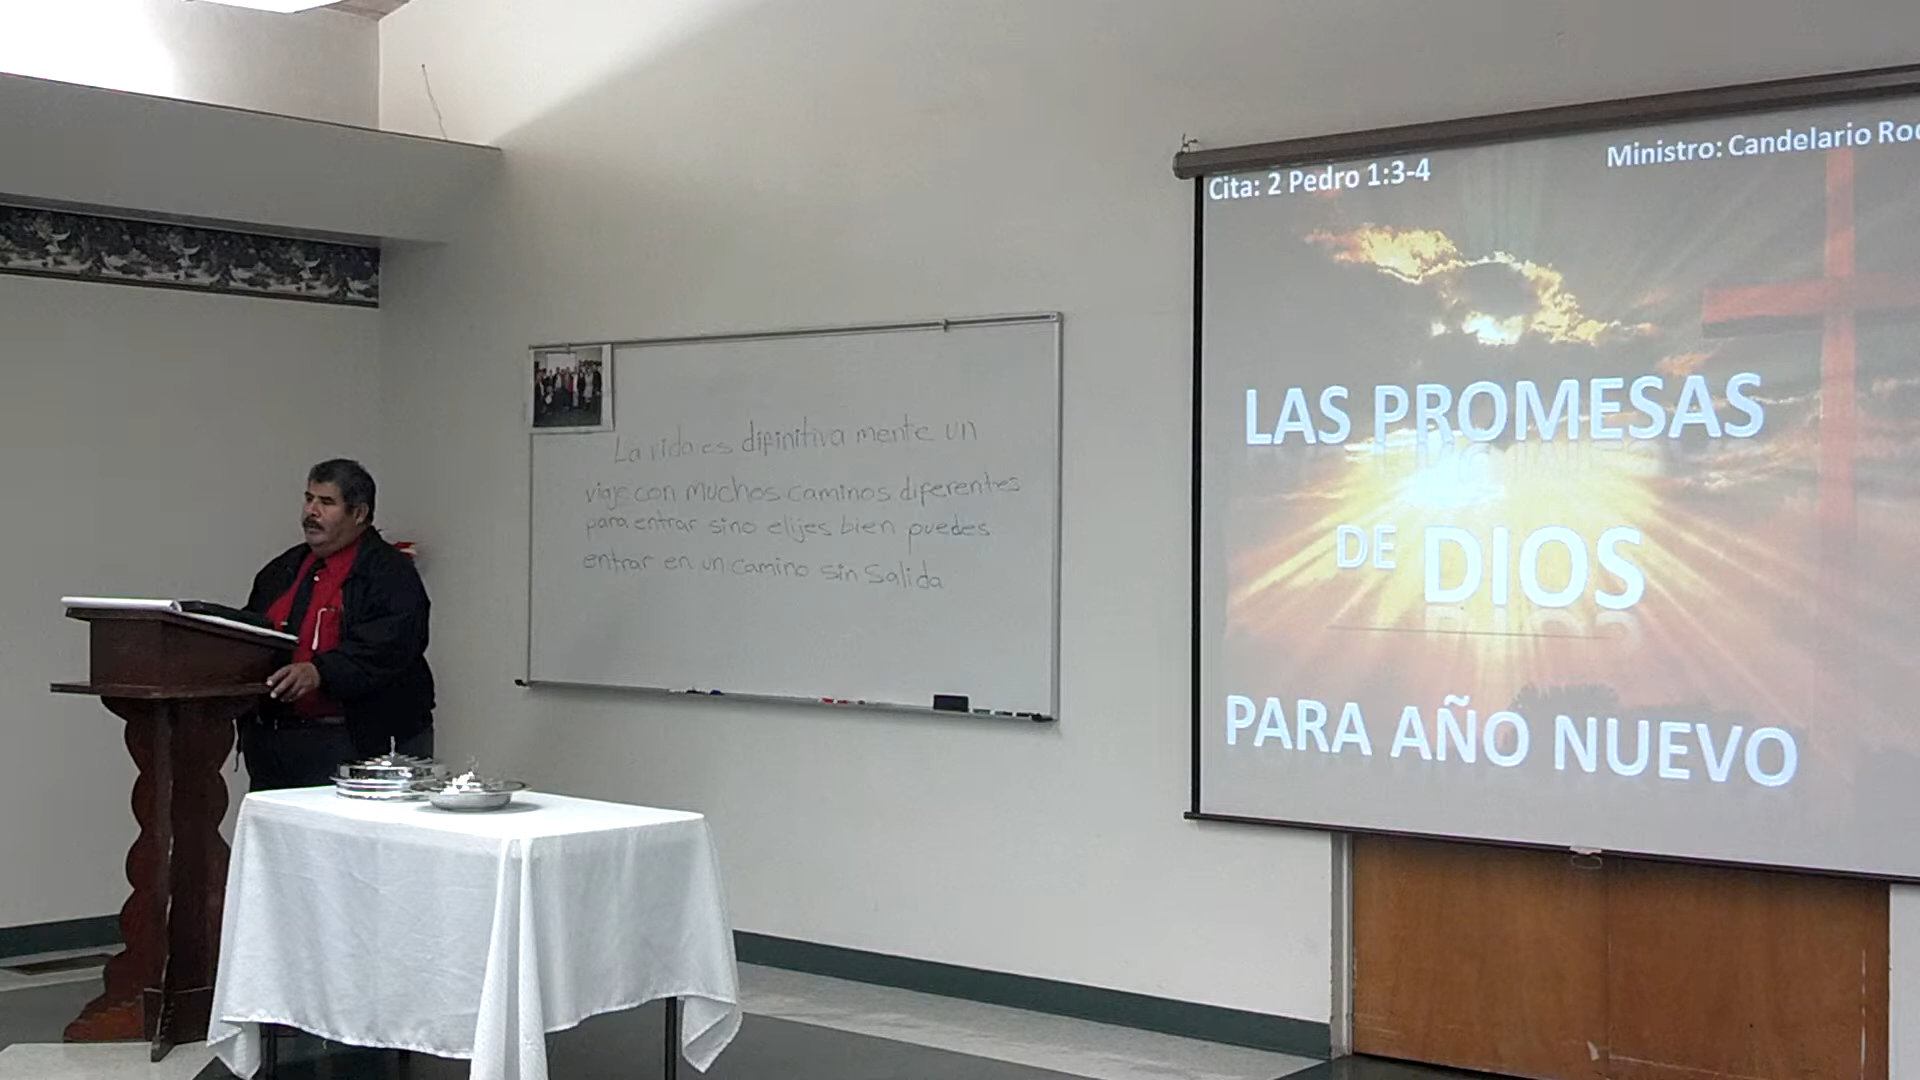 La vida es difinitiva mente un
viaje con muchos caminos diferentes
para entrar sino elijes bien puedes
entrar en un camino sin salida
Cita: 2 Pedro 1:3-4
Ministro: Candelario
LAS PROMESAS
DE DIOS
PARA AÑO NUEVO